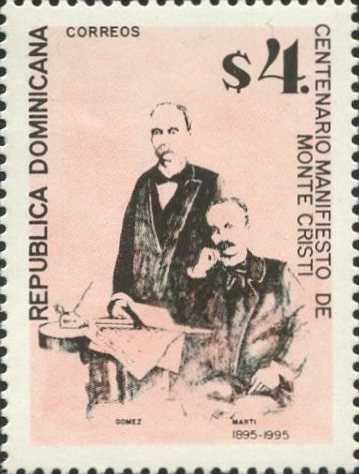 REPUBLICA DOMINICANA
CORREOS
$4.
CENTENARIO MANIFIESTO DE
MONTE CRISTI
GOMEZ
MARTI
1895-1995